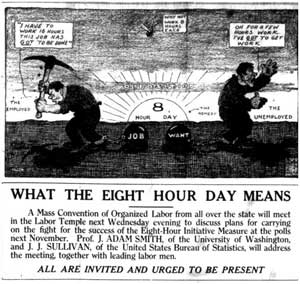 "I HAVE TO
WORK 16 HOURS
THIS JOB HAS
GOT TO BE DONE"
WHY NOT
WORK 8
HOURS
EACH
OH FOR A FEW
HOURS WORK.
I'VE GOT TO GET
WORK
THE
EMPLOYED
8
HOUR DAY
THE
REMEDY
THE
UNEMPLOYED
JOB
WANT
WHAT THE EIGHT HOUR DAY MEANS
A Mass Convention of Organized Labor from all over the state will meet
in the Labor Temple next Wednesday evening to discuss plans for carrying
on the fight for the success of the Eight-Hour Initiative Measure at the polls
next November. Prof. J. ADAM SMITH, of the University of Washington,
and J. J. SULLIVAN, of the United States Bureau of Statistics, will address
the meeting, together with leading labor men.
ALL ARE INVITED AND URGED TO BE PRESENT